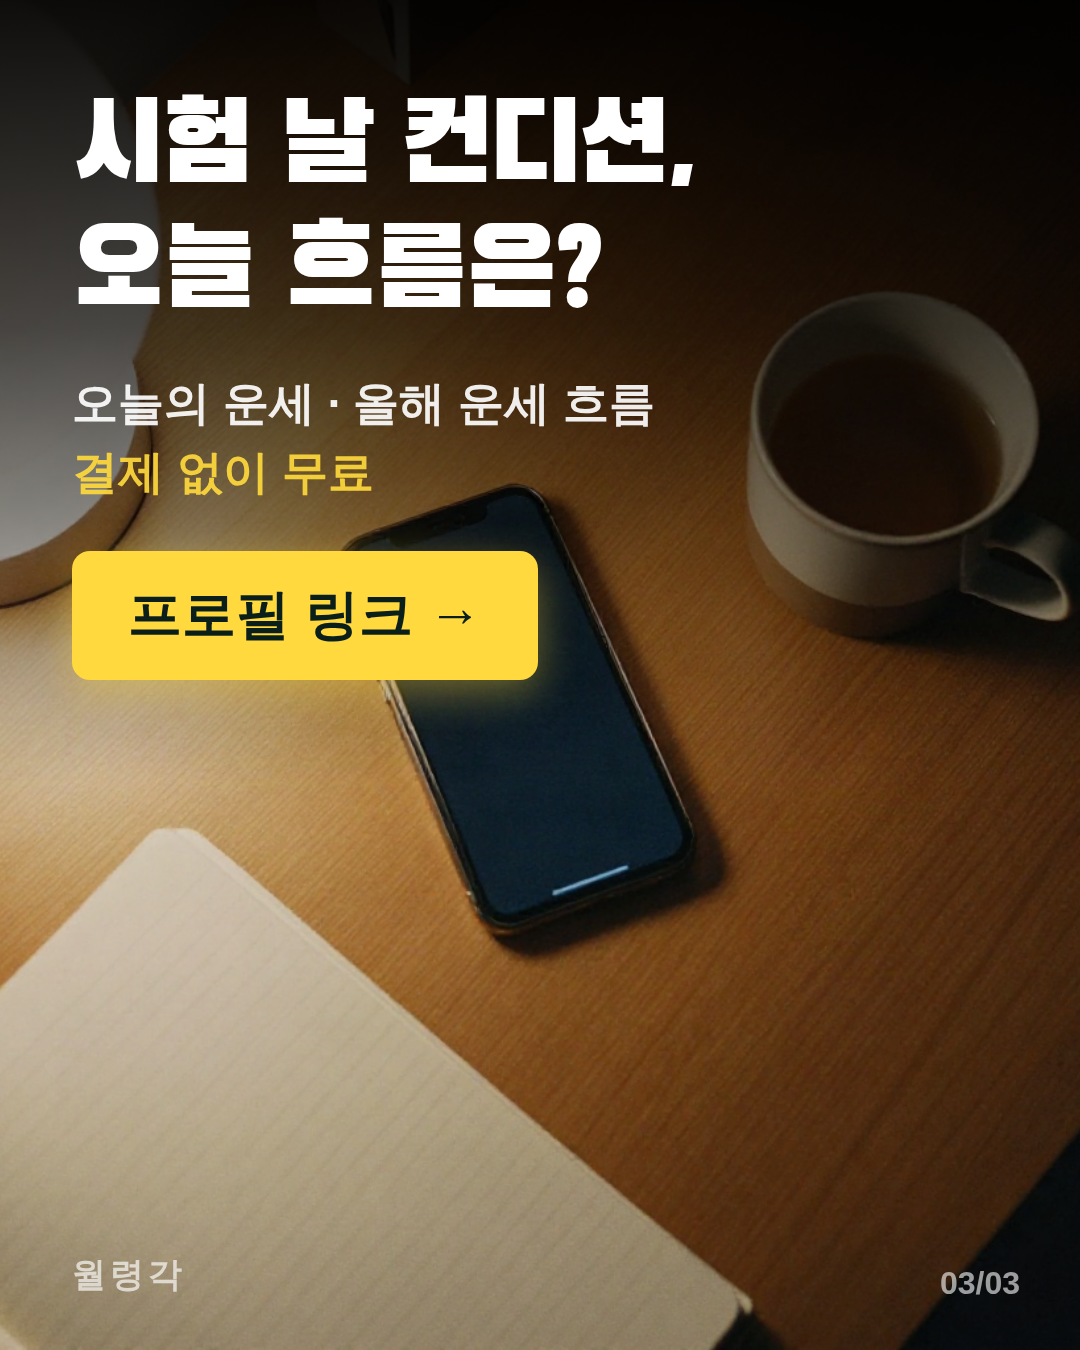 시험 날 컨디션,
오늘 흐름은?
오늘의 운세 · 올해 운세 흐름
결제 없이 무료
프로필 링크 →
월령각
03/03